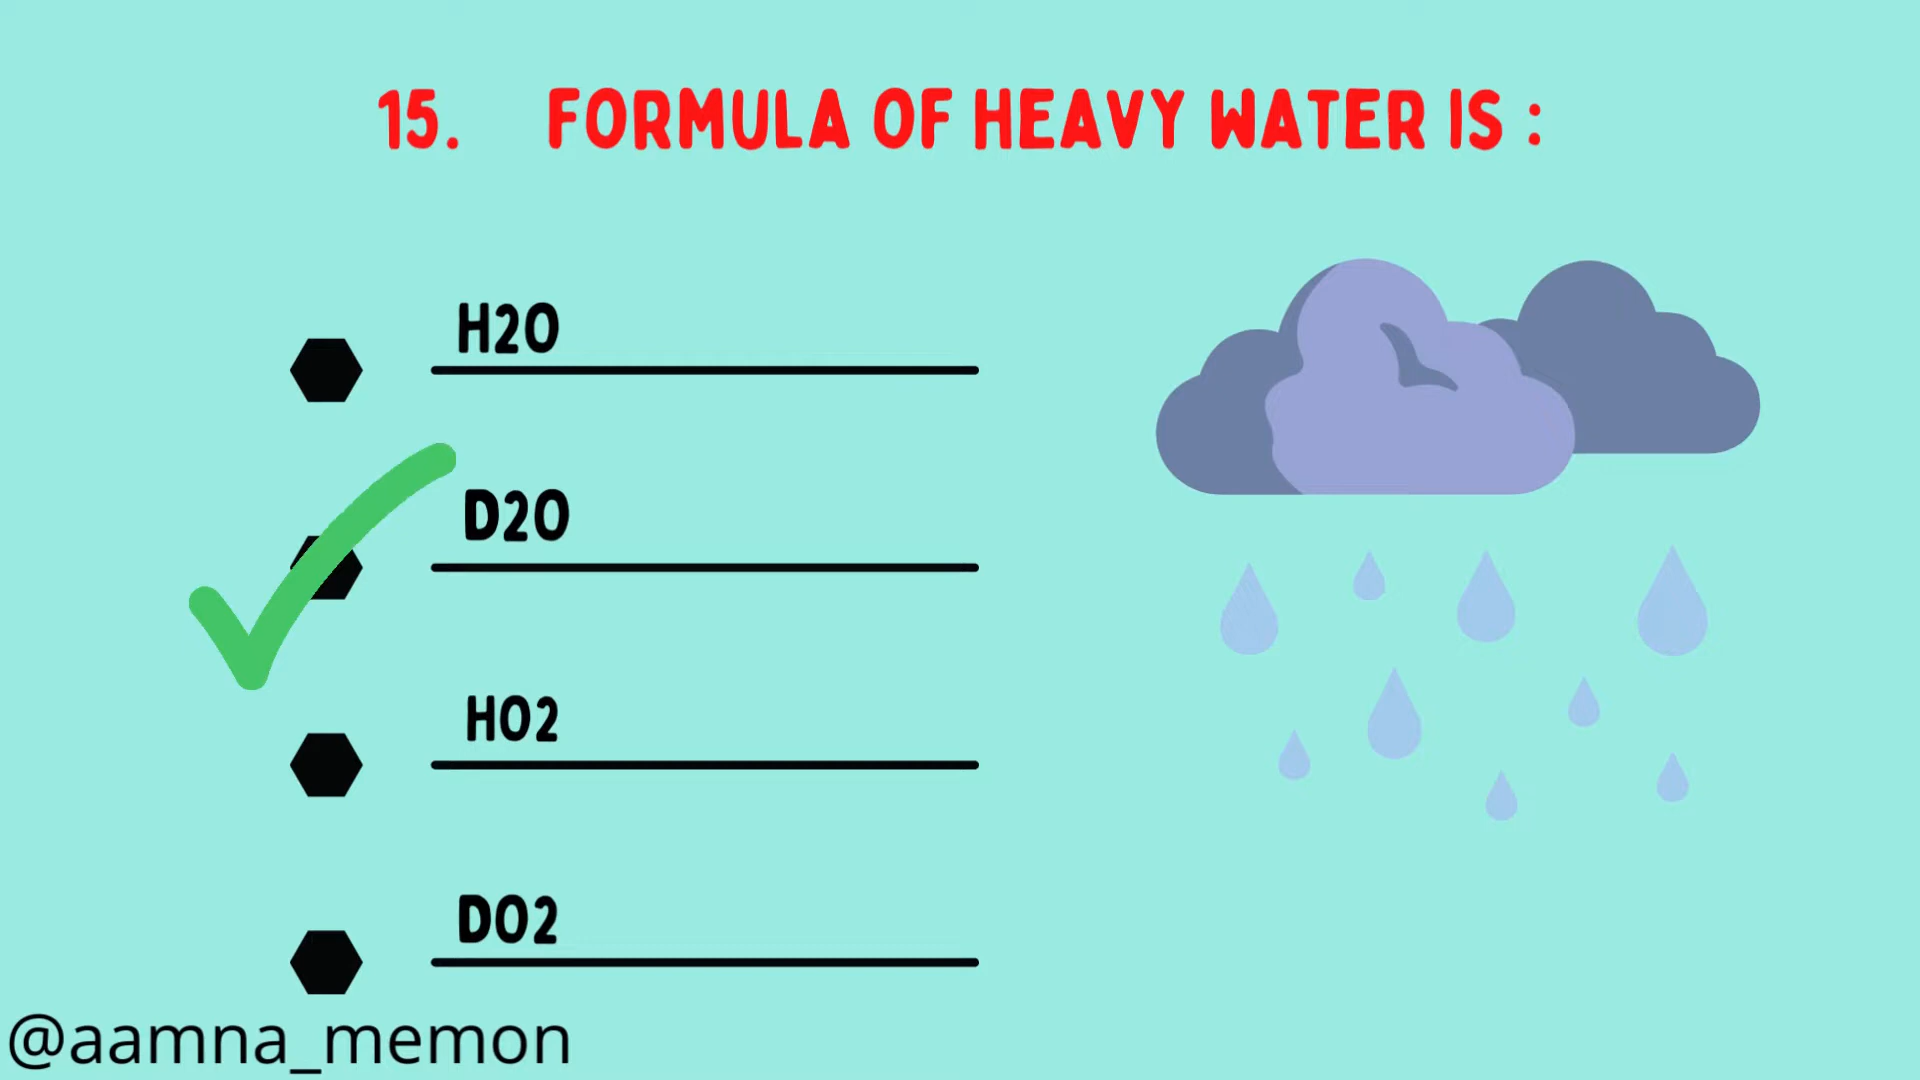 15. FORMULA OF HEAVY WATER IS :
H2O
D2O
HO2
DO2
@aamna_memon